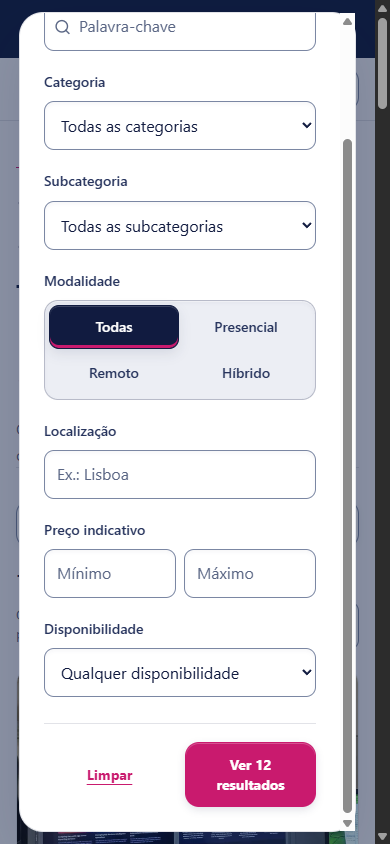 Palavra-chave
Categoria
Todas as categorias
Subcategoria
Todas as subcategorias
Modalidade
Todas
Presencial
Remoto
Híbrido
Localização
Ex.: Lisboa
Preço indicativo
Mínimo
Máximo
Disponibilidade
Qualquer disponibilidade
Limpar
Ver 12
resultados